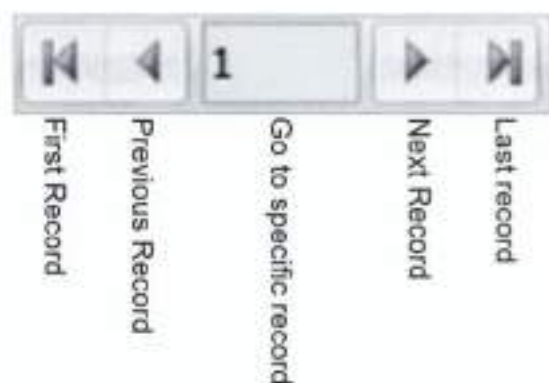 1
First Record
Previous Record
Go to specific record
Next Record
Last record